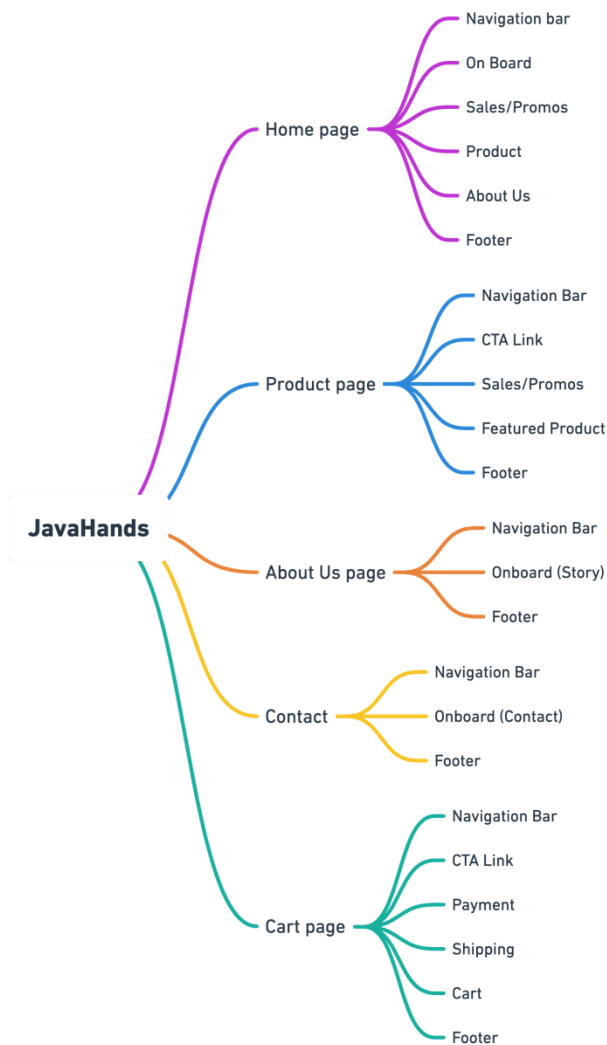 JavaHands
Home page
Navigation bar
On Board
Sales/Promos
Product
About Us
Footer
Product page
Navigation Bar
CTA Link
Sales/Promos
Featured Product
Footer
About Us page
Navigation Bar
Onboard (Story)
Footer
Contact
Navigation Bar
Onboard (Contact)
Footer
Cart page
Navigation Bar
CTA Link
Payment
Shipping
Cart
Footer